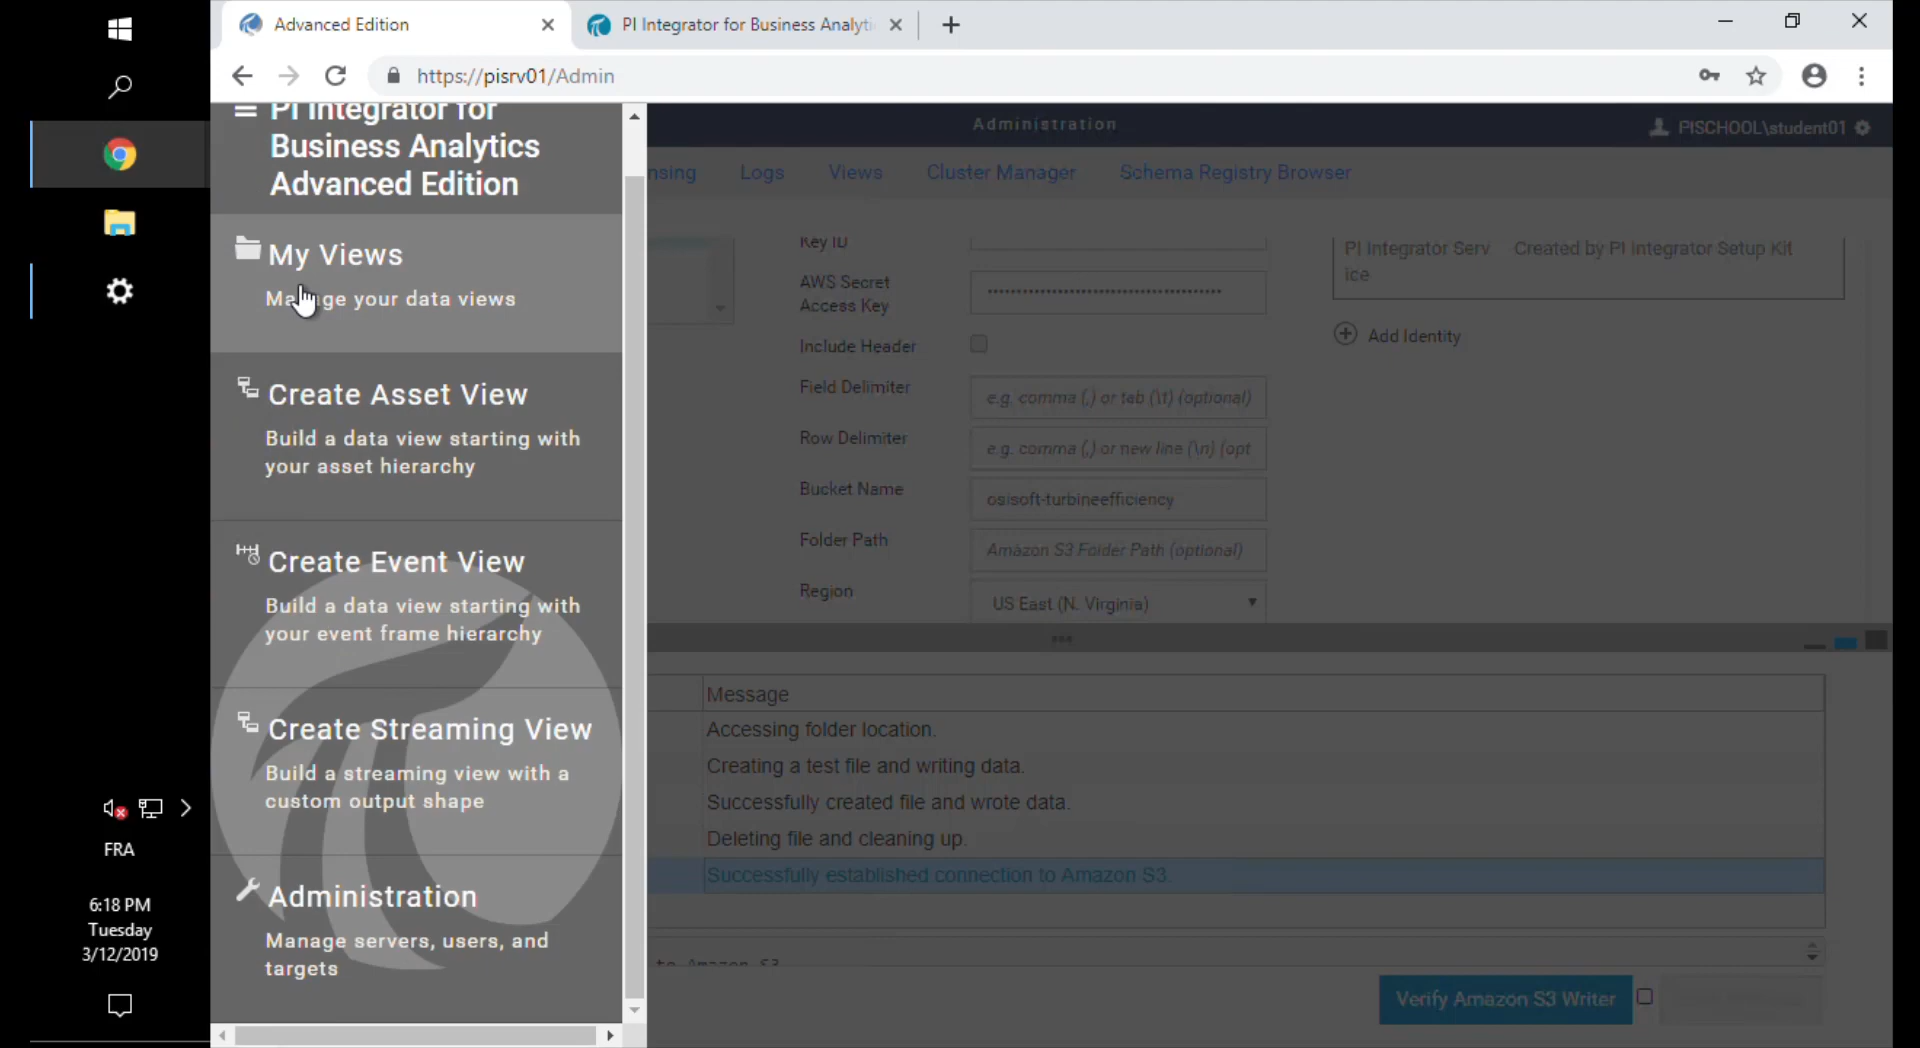 Advanced Edition
PI Integrator for Business Analyti
https://pisrv01/Admin
PI Integrator for
Business Analytics
Advanced Edition
My Views
Manage your data views
Create Asset View
Build a data view starting with
your asset hierarchy
Create Event View
Build a data view starting with
your event frame hierarchy
Create Streaming View
Build a streaming view with a
custom output shape
Administration
Manage servers, users, and
targets
Administration
PISCHOOL\student01
nsing
Logs
Views
Cluster Manager
Schema Registry Browser
Key ID
AWS Secret
Access Key
Include Header
Field Delimiter
e.g. comma (,) or tab (\t) (optional)
Row Delimiter
e.g. comma (,) or new line (\n) (opt
Bucket Name
osisoft-turbineefficiency
Folder Path
Amazon S3 Folder Path (optional)
Region
US East (N. Virginia)
PI Integrator Serv
ice
Created by PI Integrator Setup Kit
Add Identity
Message
Accessing folder location.
Creating a test file and writing data.
Successfully created file and wrote data.
Deleting file and cleaning up.
Successfully established connection to Amazon S3.
to Amazon S3
Verify Amazon S3 Writer
FRA
6:18 PM
Tuesday
3/12/2019